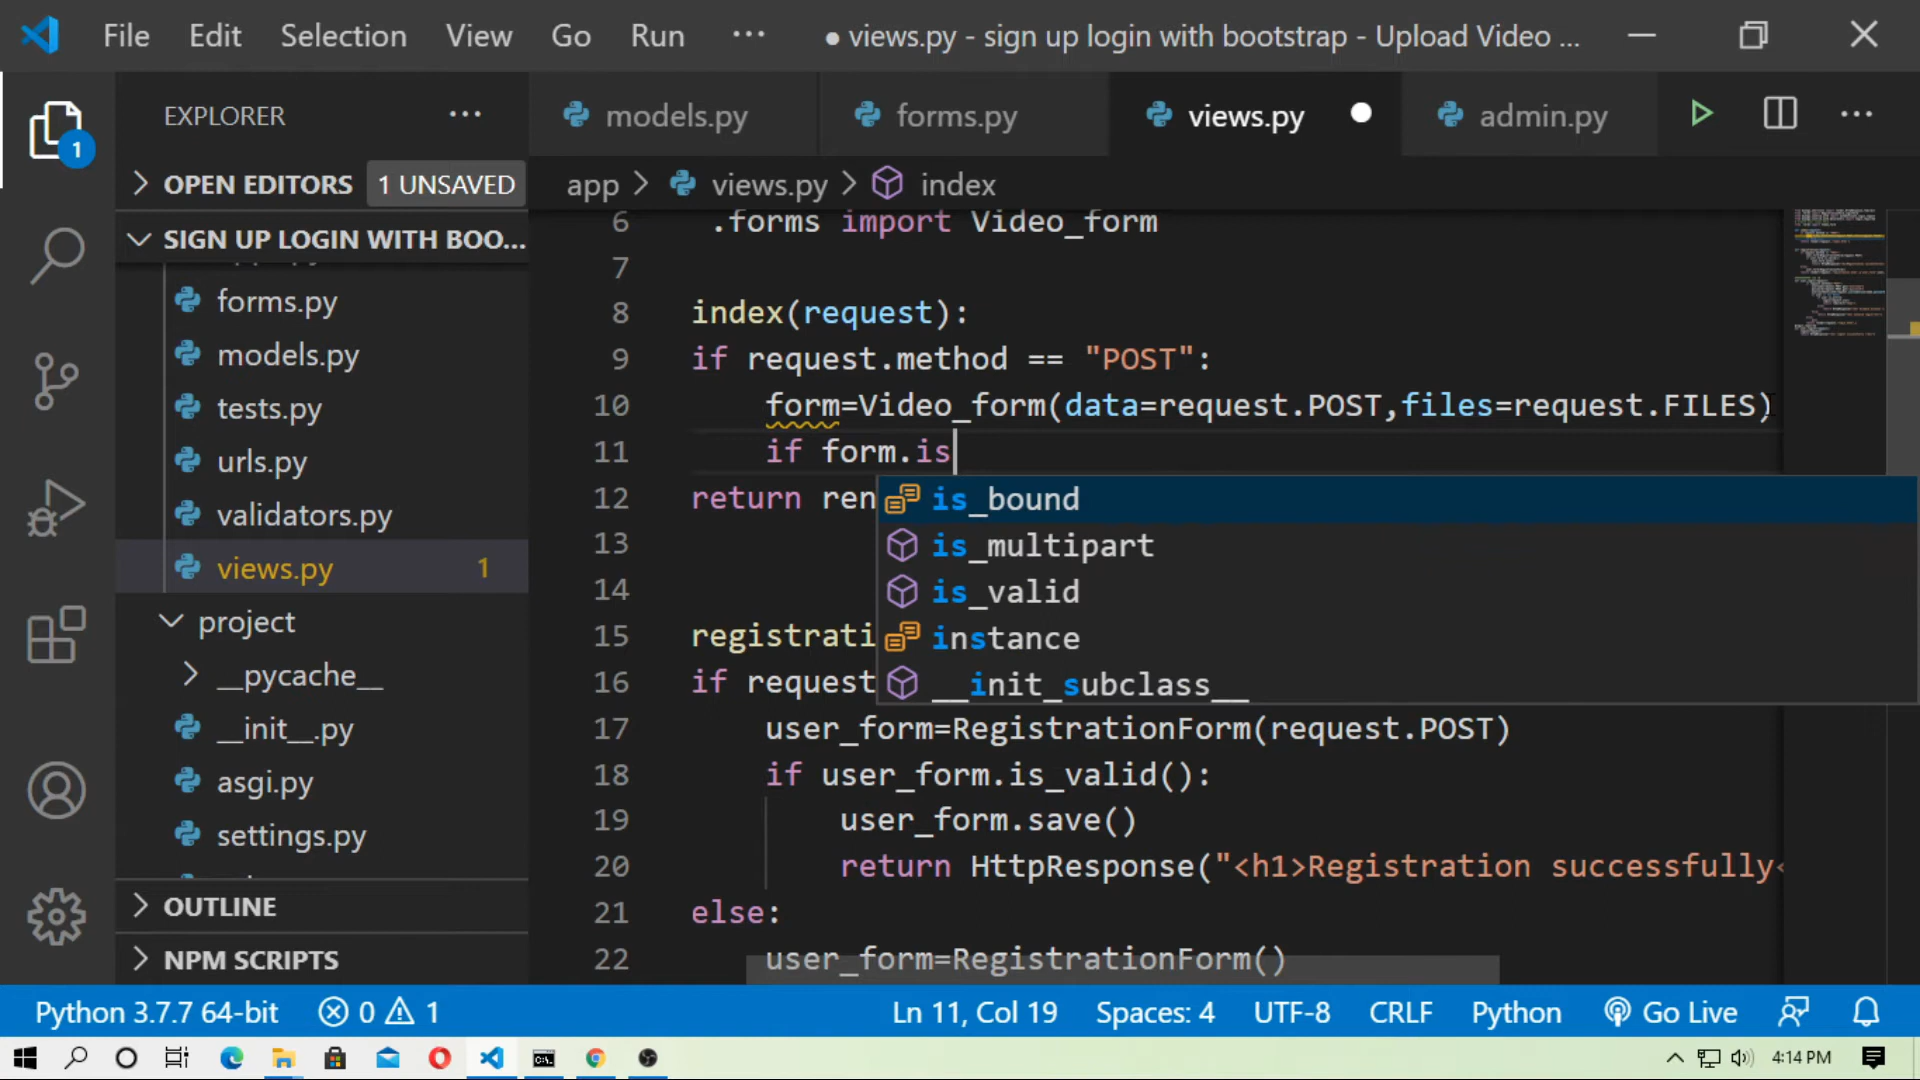 File Edit Selection View Go Run ··· ● views.py - sign up login with bootstrap - Upload Video ...
EXPLORER ···
OPEN EDITORS 1 UNSAVED
SIGN UP LOGIN WITH BOO...
forms.py
models.py
tests.py
urls.py
validators.py
views.py 1
project
__pycache__
__init__.py
asgi.py
settings.py
OUTLINE
NPM SCRIPTS
1
models.py forms.py views.py ● admin.py ···
app > views.py > index
6 .forms import Video_form
7
8 index(request):
9 if request.method == "POST":
10 form=Video_form(data=request.POST,files=request.FILES)
11 if form.is
12 return ren
13
14
15 registrati
16 if request
17 user_form=RegistrationForm(request.POST)
18 if user_form.is_valid():
19 user_form.save()
20 return HttpResponse("<h1>Registration successfully<
21 else:
22 user_form=RegistrationForm()
is_bound
is_multipart
is_valid
instance
__init_subclass__
Python 3.7.7 64-bit 0 1 Ln 11, Col 19 Spaces: 4 UTF-8 CRLF Python Go Live
4:14 PM